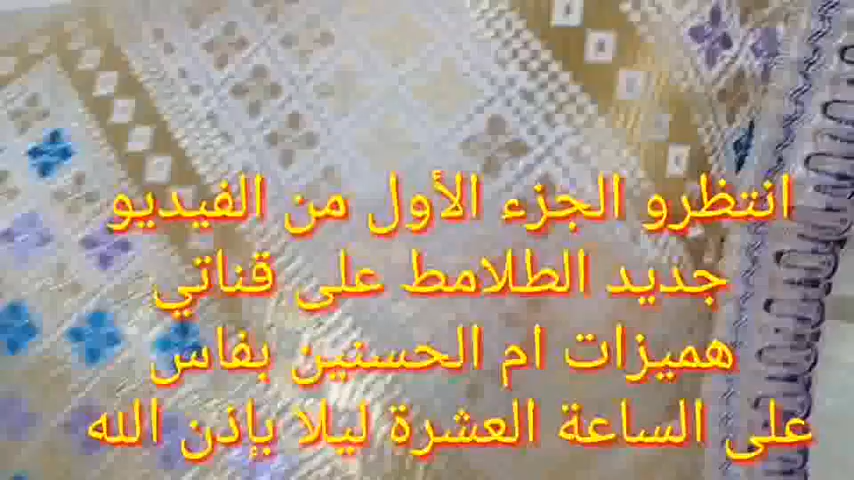 انتظرو الجزء الأول من الفيديو
جديد الطلامط على قناتي
هميزات ام الحسنين بفاس
على الساعة العشرة ليلا بإذن الله